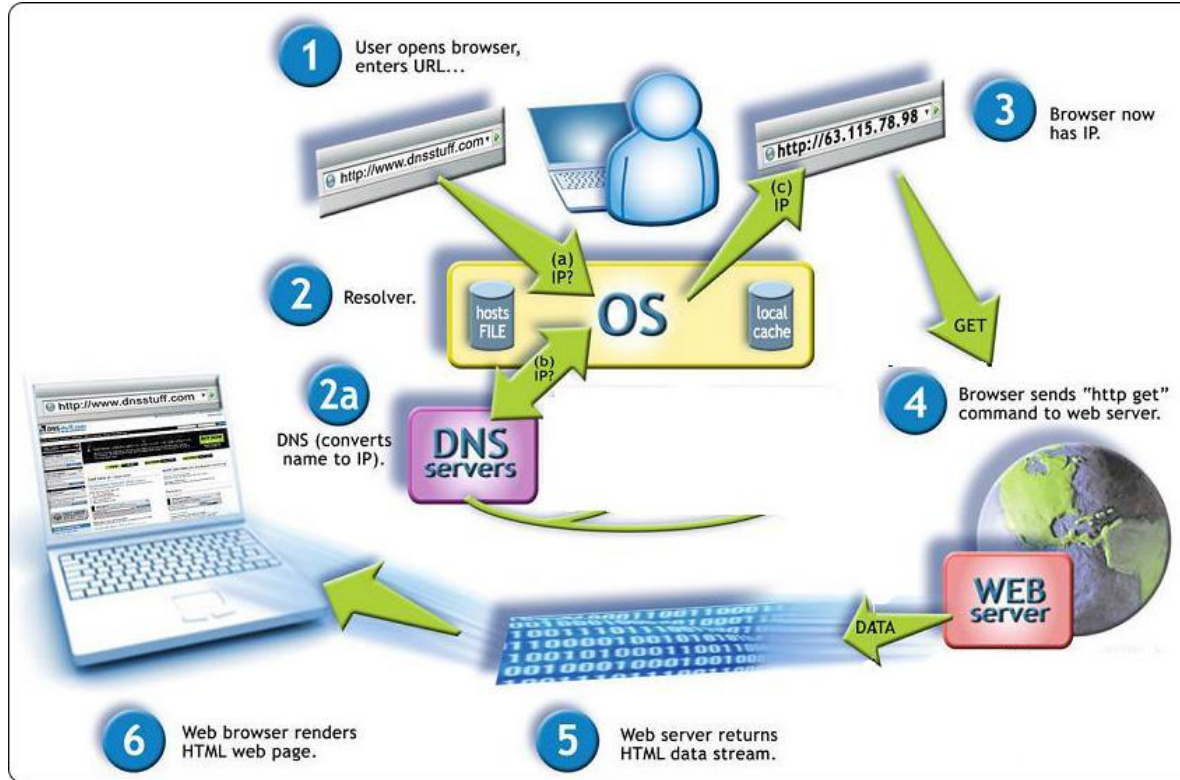 1
User opens browser,
enters URL...
http://www.dnsstuff.com
http://63.115.78.98
3
Browser now
has IP.
(a)
IP?
(c)
IP
2
Resolver.
hosts
FILE
OS
local
cache
GET
(b)
IP?
2a
DNS (converts
name to IP).
DNS
servers
4
Browser sends "http get"
command to web server.
http://www.dnsstuff.com
WEB
server
DATA
6
Web browser renders
HTML web page.
5
Web server returns
HTML data stream.